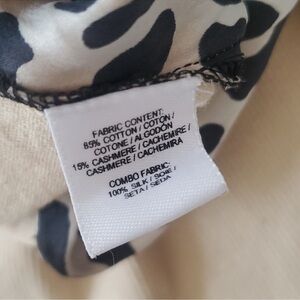 FABRIC CONTENT:
85% COTTON / COTON /
COTONE / ALGODÓN
15% CASHMERE / CACHEMIRE /
CASHMERE / CACHEMIRA
COMBO FABRIC:
100% SILK / SOIE /
SETA / SEDA